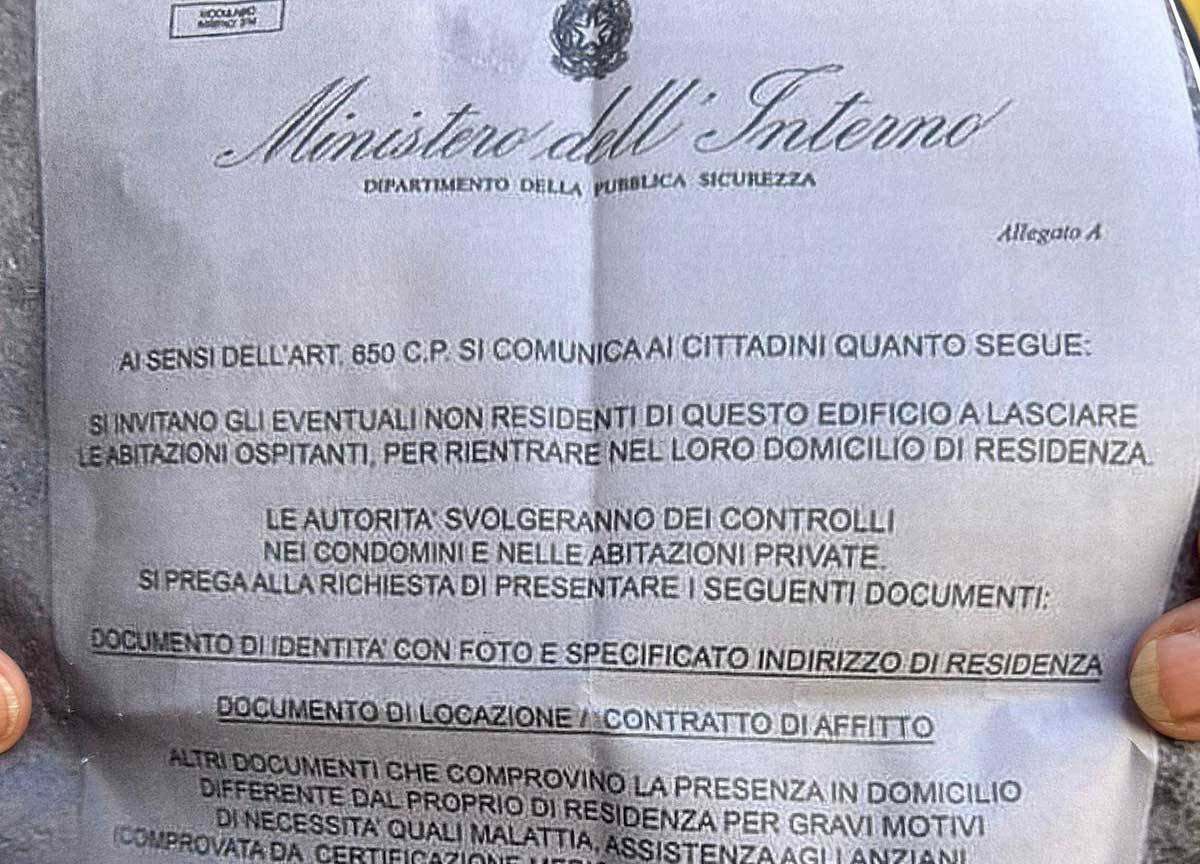 Ministero dell'Interno
DIPARTIMENTO DELLA PUBBLICA SICUREZZA
Allegato A
AI SENSI DELL'ART. 650 C.P. SI COMUNICA AI CITTADINI QUANTO SEGUE:
SI INVITANO GLI EVENTUALI NON RESIDENTI DI QUESTO EDIFICIO A LASCIARE
LE ABITAZIONI OSPITANTI, PER RIENTRARE NEL LORO DOMICILIO DI RESIDENZA.
LE AUTORITA' SVOLGERANNO DEI CONTROLLI
NEI CONDOMINI E NELLE ABITAZIONI PRIVATE.
SI PREGA ALLA RICHIESTA DI PRESENTARE I SEGUENTI DOCUMENTI:
DOCUMENTO DI IDENTITA' CON FOTO E SPECIFICATO INDIRIZZO DI RESIDENZA
DOCUMENTO DI LOCAZIONE / CONTRATTO DI AFFITTO
ALTRI DOCUMENTI CHE COMPROVINO LA PRESENZA IN DOMICILIO
DIFFERENTE DAL PROPRIO DI RESIDENZA PER GRAVI MOTIVI
DI NECESSITA' QUALI MALATTIA, ASSISTENZA AGLI ANZIANI
(COMPROVATA DA CERTIFICAZIONE